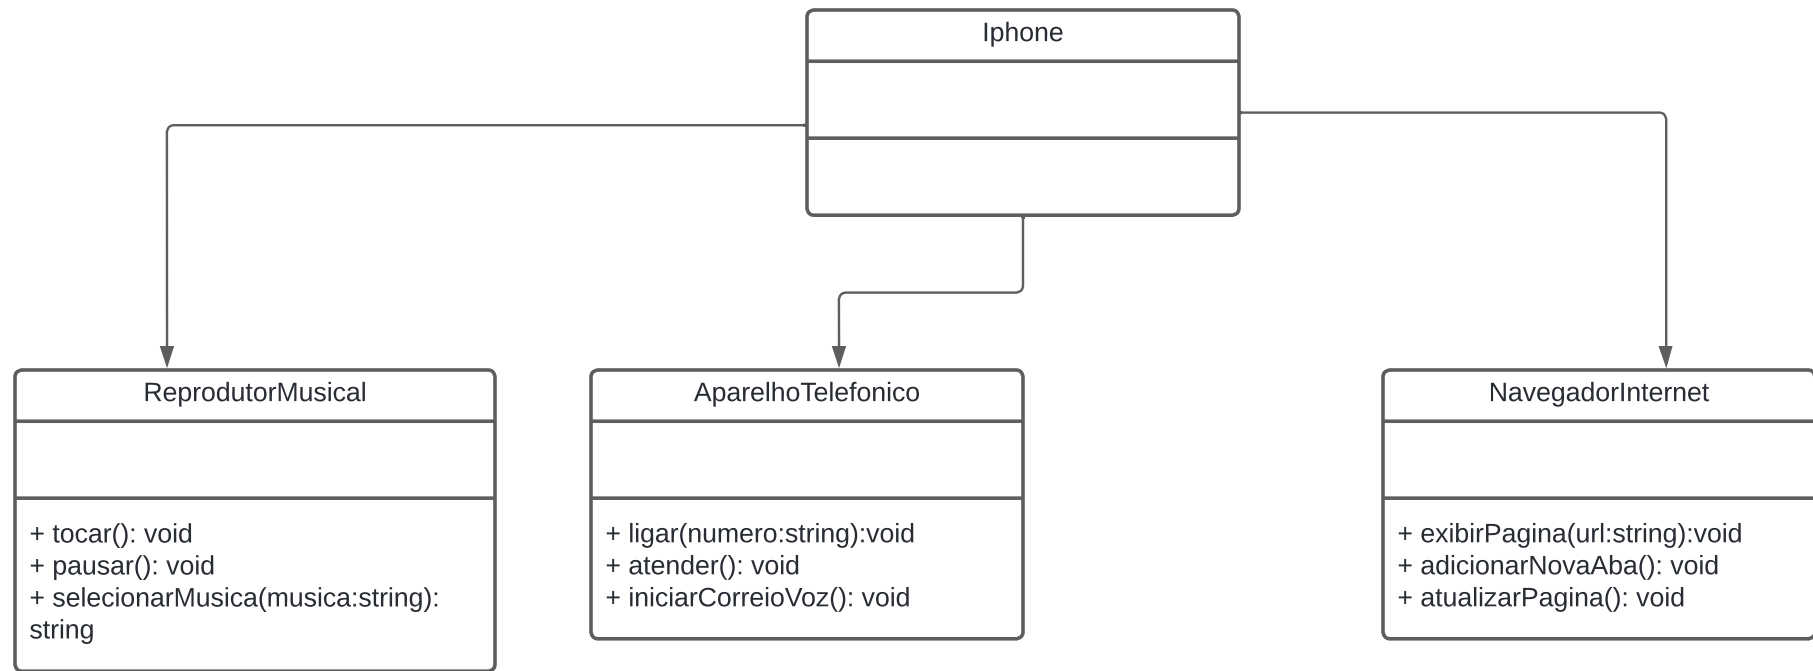 Iphone
ReprodutorMusical
+ tocar(): void
+ pausar(): void
+ selecionarMusica(musica:string):
string
AparelhoTelefonico
+ ligar(numero:string):void
+ atender(): void
+ iniciarCorreioVoz(): void
NavegadorInternet
+ exibirPagina(url:string):void
+ adicionarNovaAba(): void
+ atualizarPagina(): void